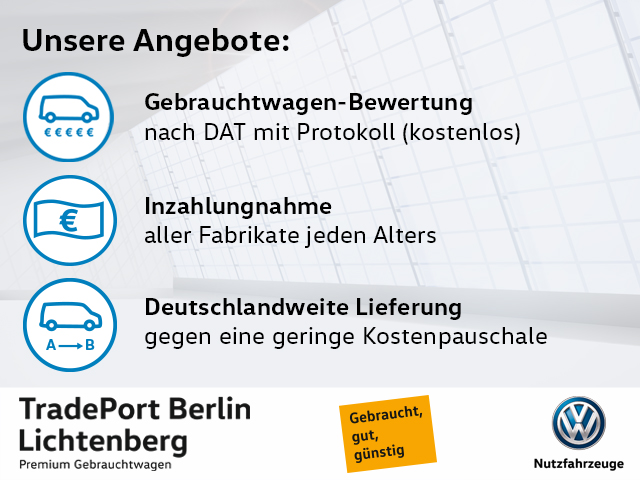 Unsere Angebote:
€ € € € €
Gebrauchtwagen-Bewertung
nach DAT mit Protokoll (kostenlos)
€
Inzahlungnahme
aller Fabrikate jeden Alters
A B
Deutschlandweite Lieferung
gegen eine geringe Kostenpauschale
TradePort Berlin
Lichtenberg
Premium Gebrauchtwagen
Gebraucht,
gut,
günstig
VW
Nutzfahrzeuge